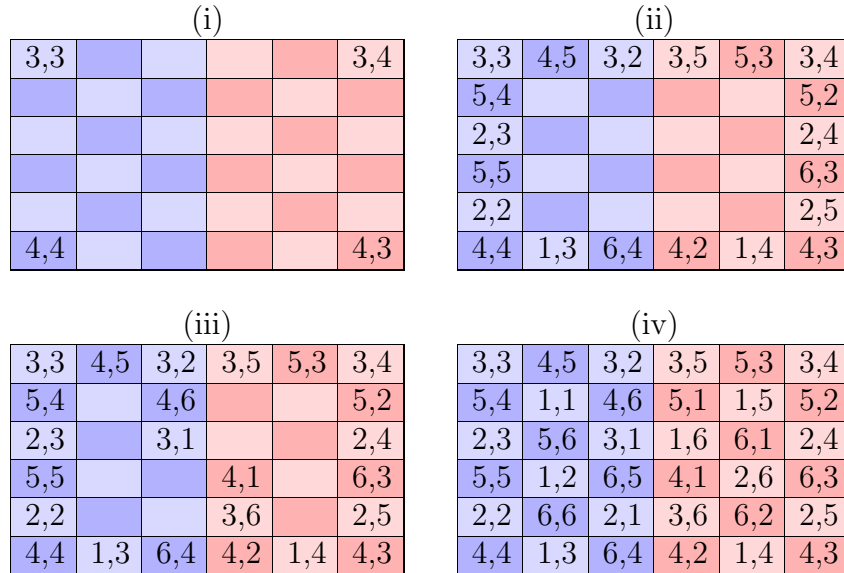 (i) (ii)
3,3 3,4 3,3 4,5 3,2 3,5 5,3 3,4
5,4 5,2
2,3 2,4
5,5 6,3
2,2 2,5
4,4 4,3 4,4 1,3 6,4 4,2 1,4 4,3
(iii) (iv)
3,3 4,5 3,2 3,5 5,3 3,4 3,3 4,5 3,2 3,5 5,3 3,4
5,4 4,6 5,2 5,4 1,1 4,6 5,1 1,5 5,2
2,3 3,1 2,4 2,3 5,6 3,1 1,6 6,1 2,4
5,5 4,1 6,3 5,5 1,2 6,5 4,1 2,6 6,3
2,2 3,6 2,5 2,2 6,6 2,1 3,6 6,2 2,5
4,4 1,3 6,4 4,2 1,4 4,3 4,4 1,3 6,4 4,2 1,4 4,3